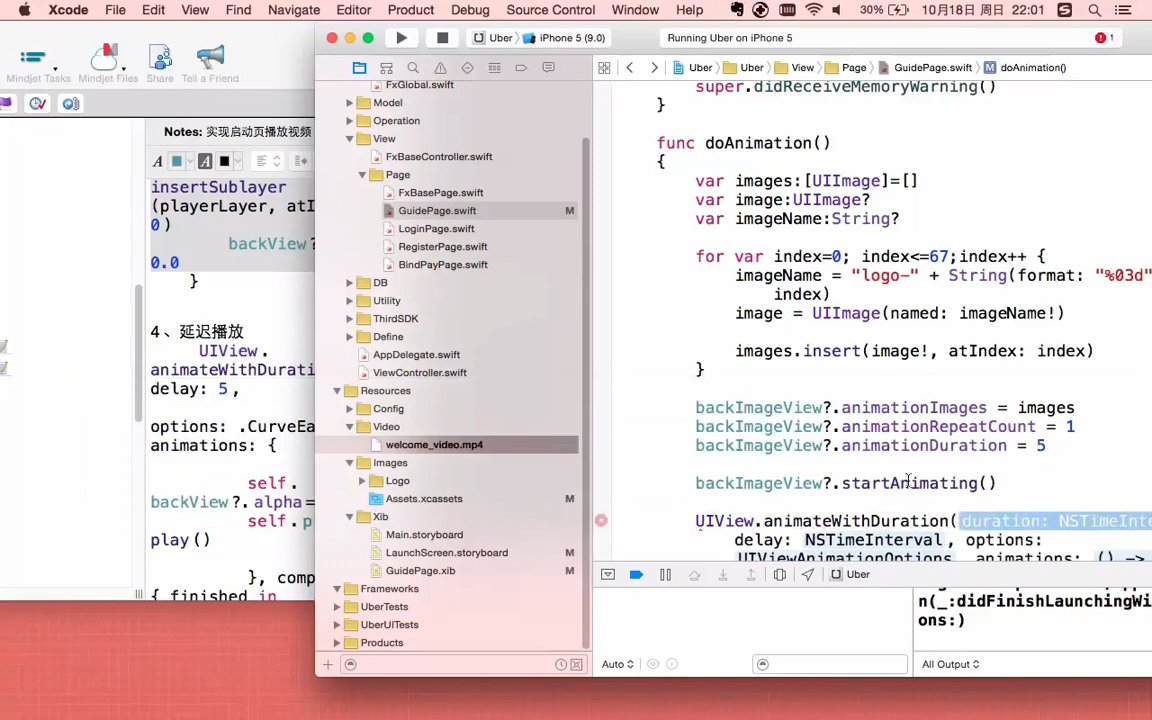 Xcode File Edit View Find Navigate Editor Product Debug Source Control Window Help 30% 10月18日 周日 22:01
Uber iPhone 5 (9.0) Running Uber on iPhone 5 1
Mindjet Tasks Mindjet Files Share Tell a Friend
Uber Uber View Page GuidePage.swift M doAnimation()
Notes: 实现启动页播放视频
A A
insertSublayer
(playerLayer, atI
0)
backView?
0.0
}
4、延迟播放
UIView.
animateWithDurati
delay: 5,
options: .CurveEa
animations: {
self.
backView?.alpha=
self.p
play()
}, comp
{ finished in
FxGlobal.swift
Model
Operation
View
FxBaseController.swift
Page
FxBasePage.swift
GuidePage.swift M
LoginPage.swift
RegisterPage.swift
BindPayPage.swift
DB
Utility
ThirdSDK
Define
AppDelegate.swift
ViewController.swift
Resources
Config
Video
welcome_video.mp4
Images
Logo
Assets.xcassets M
Xib
Main.storyboard
LaunchScreen.storyboard M
GuidePage.xib M
Frameworks
UberTests
UberUITests
Products
super.didReceiveMemoryWarning()
}
func doAnimation()
{
var images:[UIImage]=[]
var image:UIImage?
var imageName:String?
for var index=0; index<=67;index++ {
imageName = "logo-" + String(format: "%03d"
index)
image = UIImage(named: imageName!)
images.insert(image!, atIndex: index)
}
backImageView?.animationImages = images
backImageView?.animationRepeatCount = 1
backImageView?.animationDuration = 5
backImageView?.startAnimating()
UIView.animateWithDuration(duration: NSTimeInte
delay: NSTimeInterval, options:
UIViewAnimationOptions, animations: () ->
Uber
n(_:didFinishLaunchingWi
ons:)
Auto All Output